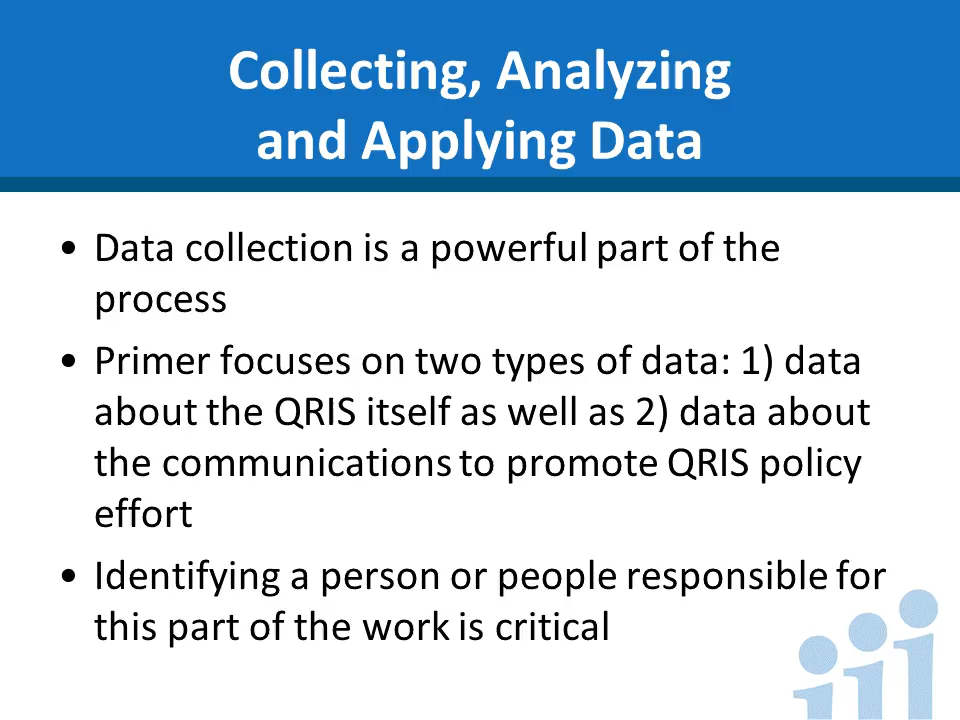 Collecting, Analyzing
and Applying Data
• Data collection is a powerful part of the
process
• Primer focuses on two types of data: 1) data
about the QRIS itself as well as 2) data about
the communications to promote QRIS policy
effort
• Identifying a person or people responsible for
this part of the work is critical